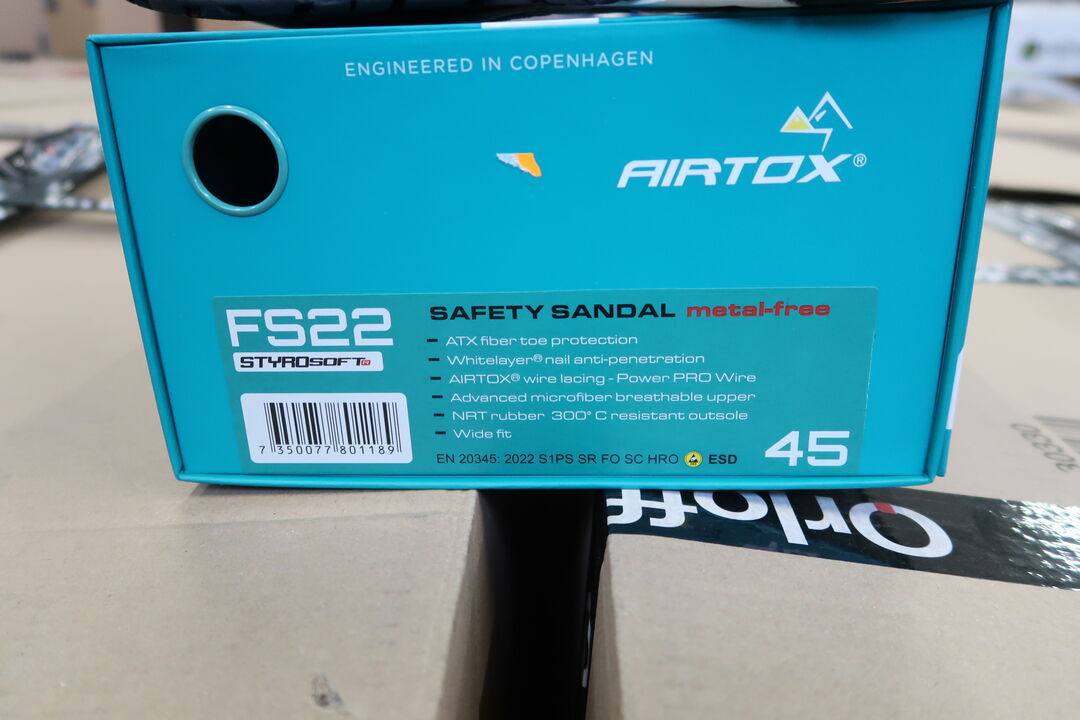 ENGINEERED IN COPENHAGEN
AIRTOX®
FS22
STYROSOFT
SAFETY SANDAL metal-free
- ATX fiber toe protection
- Whitelayer® nail anti-penetration
- AIRTOX® wire lacing - Power PRO Wire
- Advanced microfiber breathable upper
- NRT rubber 300° C resistant outsole
- Wide fit
7 350077 801189
EN 20345: 2022 S1PS SR FO SC HRO ESD
45
Orloff